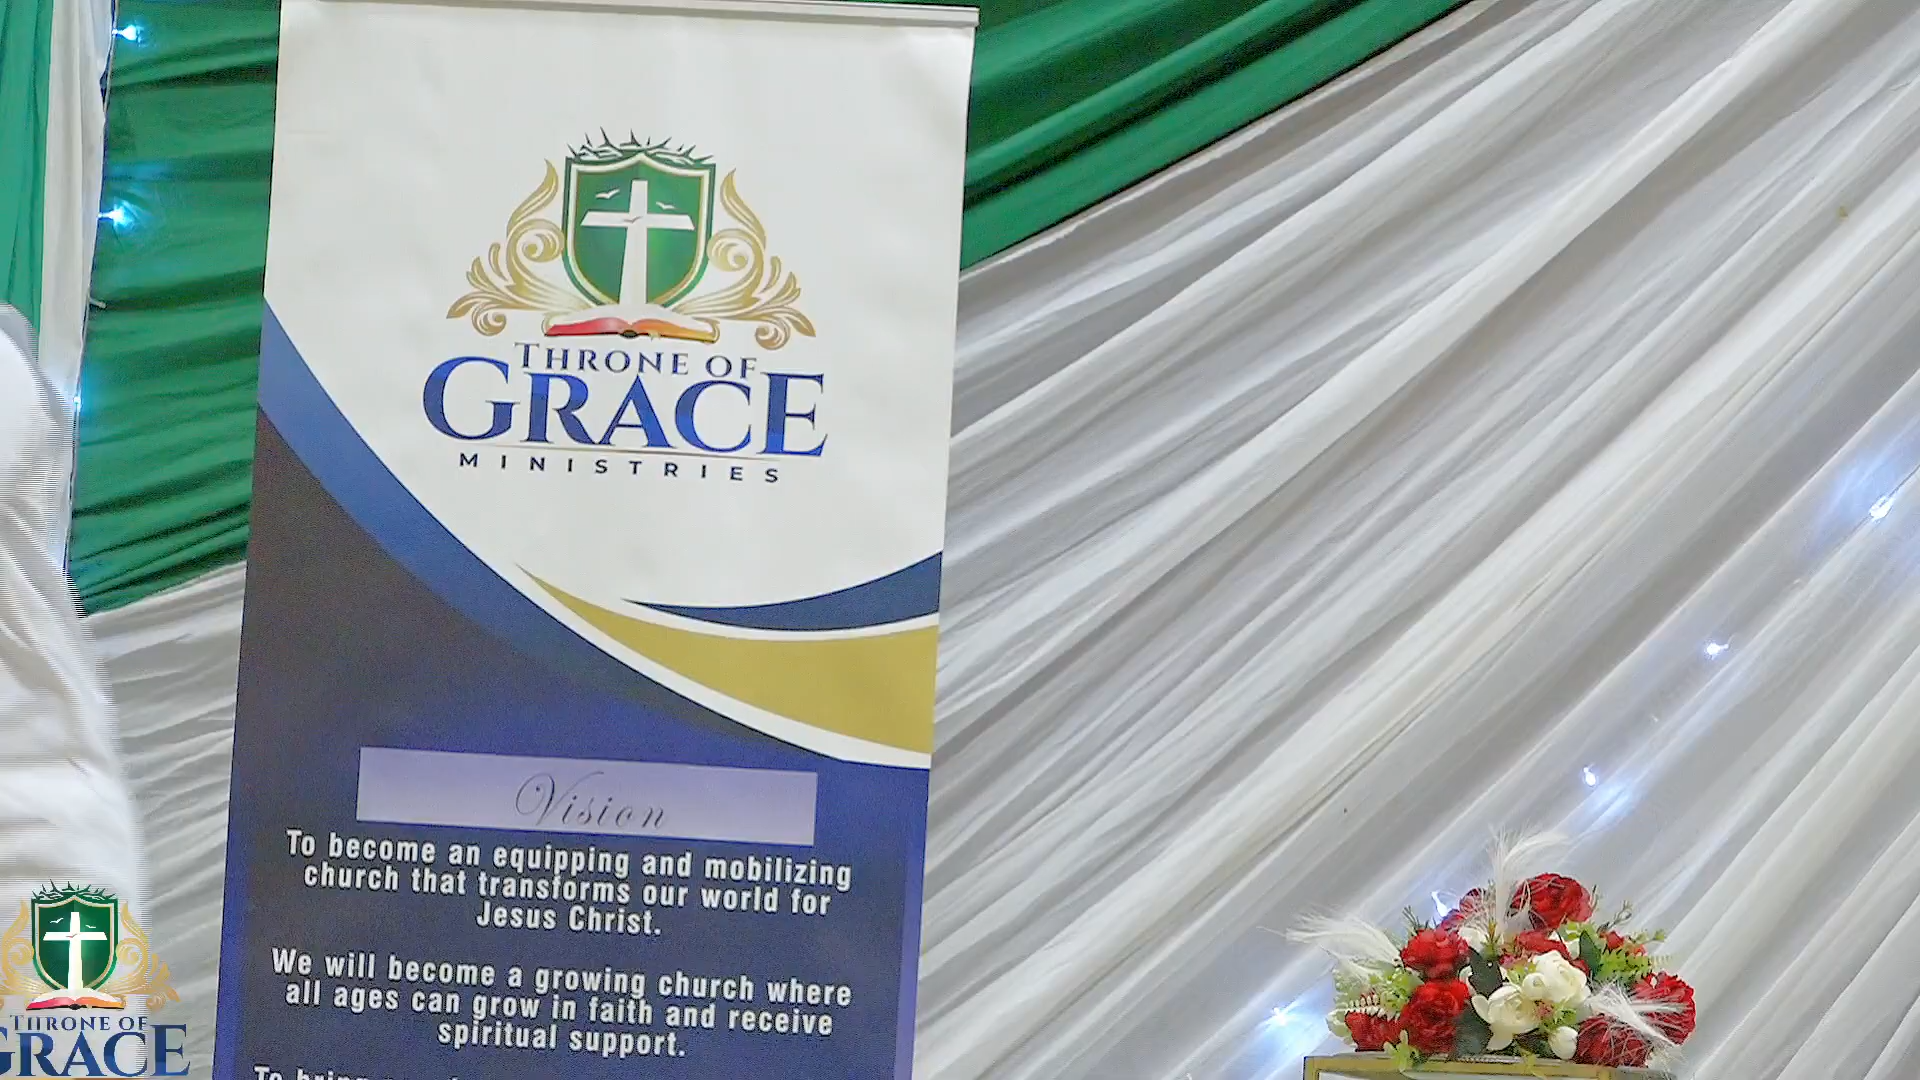 THRONE OF
GRACE
MINISTRIES
Vision
To become an equipping and mobilizing
church that transforms our world for
Jesus Christ.
We will become a growing church where
all ages can grow in faith and receive
spiritual support.
To bring
THRONE OF
GRACE